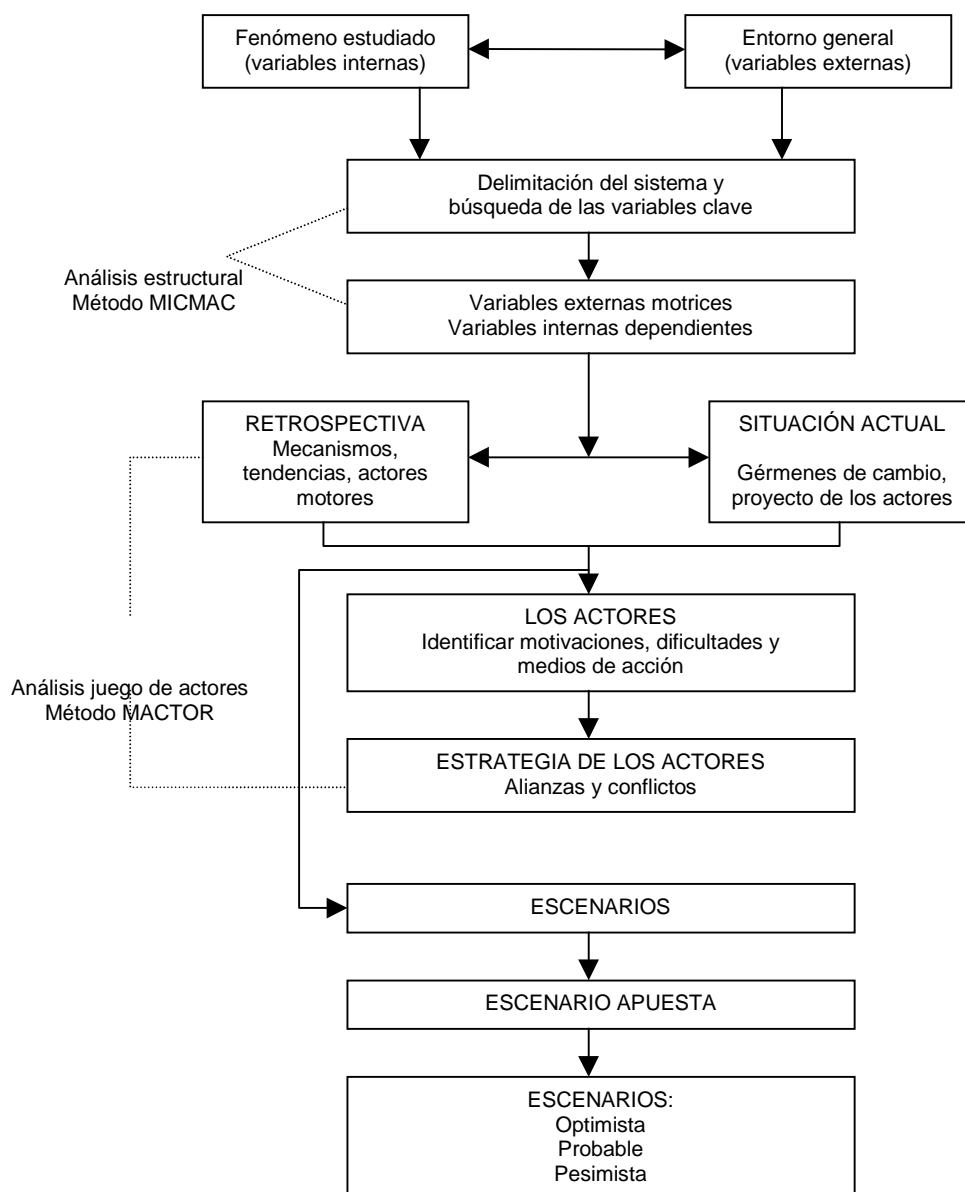 Fenómeno estudiado
(variables internas)
Entorno general
(variables externas)
Delimitación del sistema y
búsqueda de las variables clave
Análisis estructural
Método MICMAC
Variables externas motrices
Variables internas dependientes
RETROSPECTIVA
Mecanismos,
tendencias, actores
motores
SITUACIÓN ACTUAL
Gérmenes de cambio,
proyecto de los actores
LOS ACTORES
Identificar motivaciones, dificultades y
medios de acción
Análisis juego de actores
Método MACTOR
ESTRATEGIA DE LOS ACTORES
Alianzas y conflictos
ESCENARIOS
ESCENARIO APUESTA
ESCENARIOS:
Optimista
Probable
Pesimista